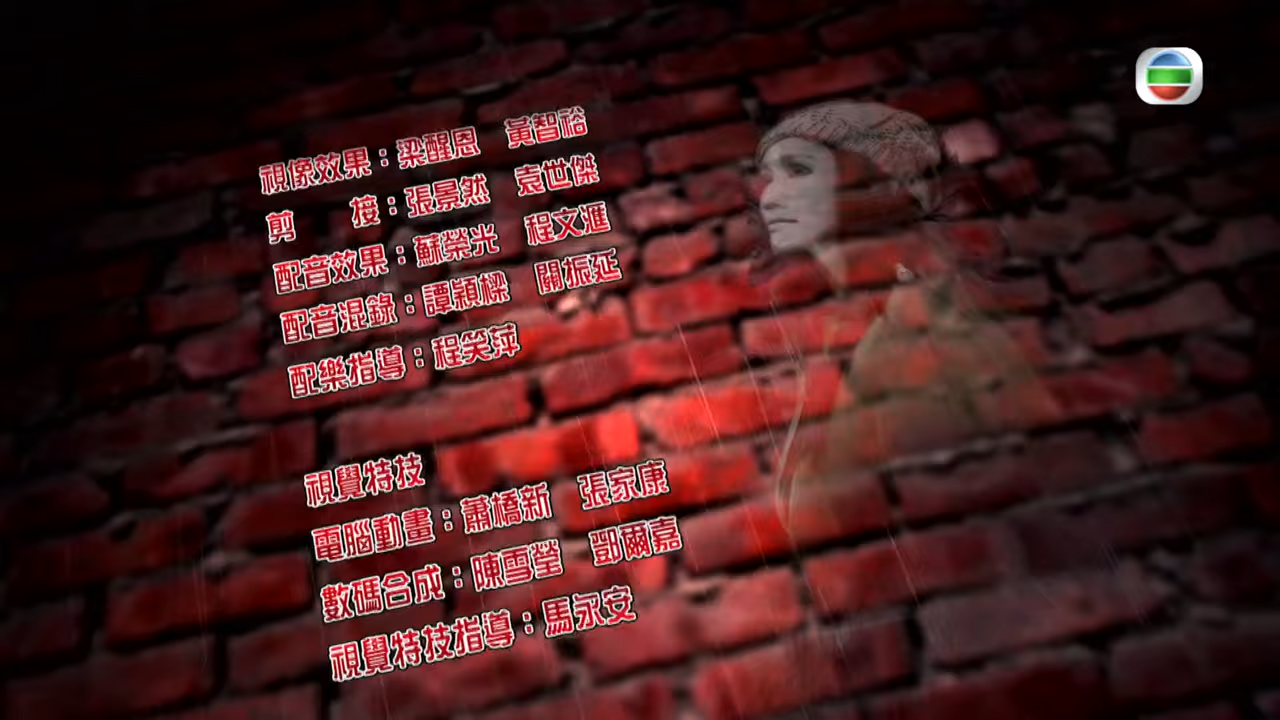 視像效果：梁醒恩　黃智裕
剪　　接：張景然　袁世傑
配音效果：蘇榮光　程文滙
配音混錄：譚穎樑　關振延
配樂指導：程笑萍
視覺特技
電腦動畫：蕭橋新　張家康
數碼合成：陳雪瑩　鄧爾嘉
視覺特技指導：馬永安